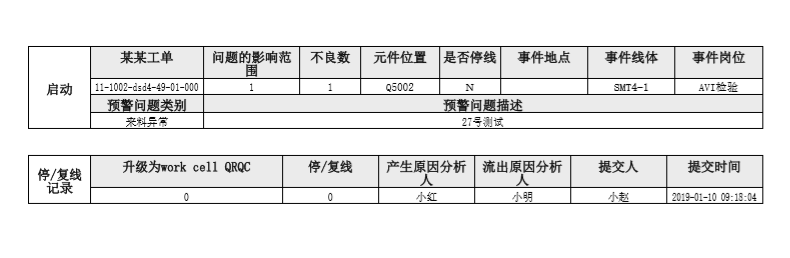 启动
某某工单 问题的影响范围 不良数 元件位置 是否停线 事件地点 事件线体 事件岗位
11-1002-dsd4-49-01-000 1 1 Q5002 N SMT4-1 AVI检验
预警问题类别 预警问题描述
来料异常 27号测试
停/复线记录
升级为work cell QRQC 停/复线 产生原因分析人 流出原因分析人 提交人 提交时间
0 0 小红 小明 小赵 2019-01-10 09:18:04